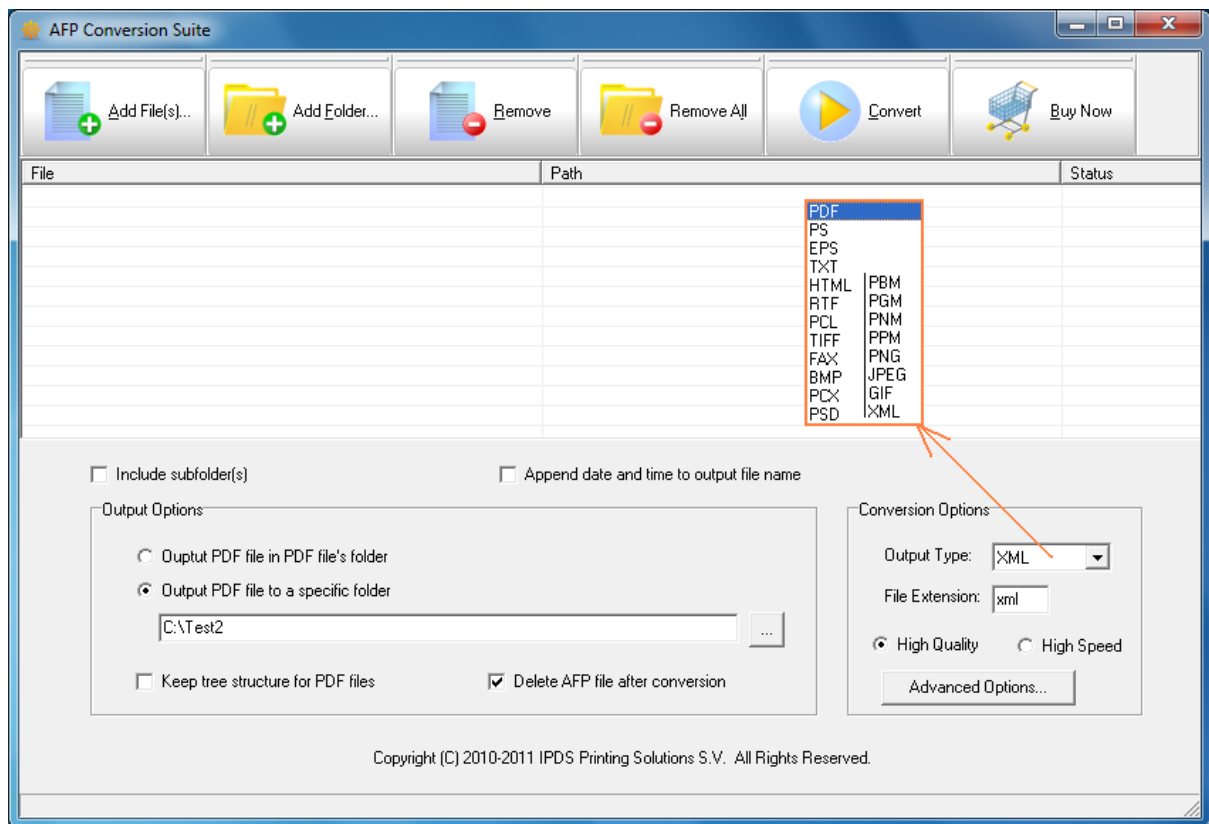 AFP Conversion Suite
Add File(s)... Add Folder... Remove Remove All Convert Buy Now
File Path Status
PDF
PS
EPS
TXT
HTML PBM
RTF PGM
PCL PNM
TIFF PPM
FAX PNG
BMP JPEG
PCX GIF
PSD XML
Include subfolder(s) Append date and time to output file name
Output Options
Ouptut PDF file in PDF file's folder
Output PDF file to a specific folder
C:\Test2 ...
Keep tree structure for PDF files Delete AFP file after conversion
Conversion Options
Output Type: XML
File Extension: xml
High Quality High Speed
Advanced Options...
Copyright (C) 2010-2011 IPDS Printing Solutions S.V. All Rights Reserved.